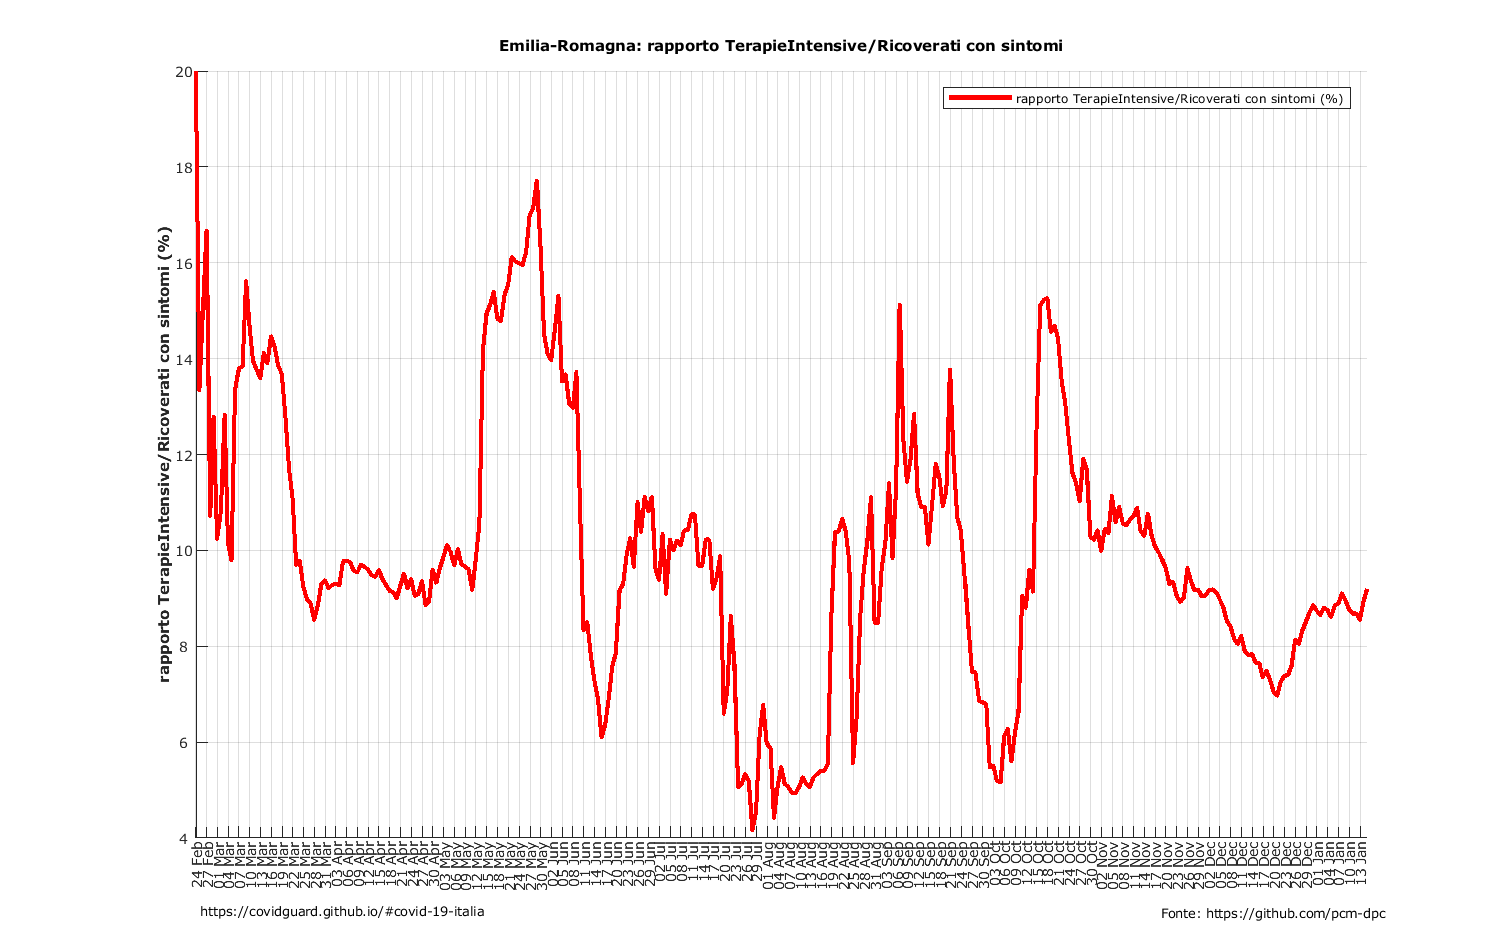 Emilia-Romagna: rapporto TerapieIntensive/Ricoverati con sintomi
rapporto TerapieIntensive/Ricoverati con sintomi (%)
rapporto TerapieIntensive/Ricoverati con sintomi (%)
20
18
16
14
12
10
8
6
4
24 Feb
27 Feb
01 Mar
04 Mar
07 Mar
10 Mar
13 Mar
16 Mar
19 Mar
22 Mar
25 Mar
28 Mar
31 Mar
03 Apr
06 Apr
09 Apr
12 Apr
15 Apr
18 Apr
21 Apr
24 Apr
27 Apr
30 Apr
03 May
06 May
09 May
12 May
15 May
18 May
21 May
24 May
27 May
30 May
02 Jun
05 Jun
08 Jun
11 Jun
14 Jun
17 Jun
20 Jun
23 Jun
26 Jun
29 Jun
02 Jul
05 Jul
08 Jul
11 Jul
14 Jul
17 Jul
20 Jul
23 Jul
26 Jul
29 Jul
01 Aug
04 Aug
07 Aug
10 Aug
13 Aug
16 Aug
19 Aug
22 Aug
25 Aug
28 Aug
31 Aug
03 Sep
06 Sep
09 Sep
12 Sep
15 Sep
18 Sep
21 Sep
24 Sep
27 Sep
30 Sep
03 Oct
06 Oct
09 Oct
12 Oct
15 Oct
18 Oct
21 Oct
24 Oct
27 Oct
30 Oct
02 Nov
05 Nov
08 Nov
11 Nov
14 Nov
17 Nov
20 Nov
23 Nov
26 Nov
29 Nov
02 Dec
05 Dec
08 Dec
11 Dec
14 Dec
17 Dec
20 Dec
23 Dec
26 Dec
29 Dec
01 Jan
04 Jan
07 Jan
10 Jan
13 Jan
https://covidguard.github.io/#covid-19-italia
Fonte: https://github.com/pcm-dpc